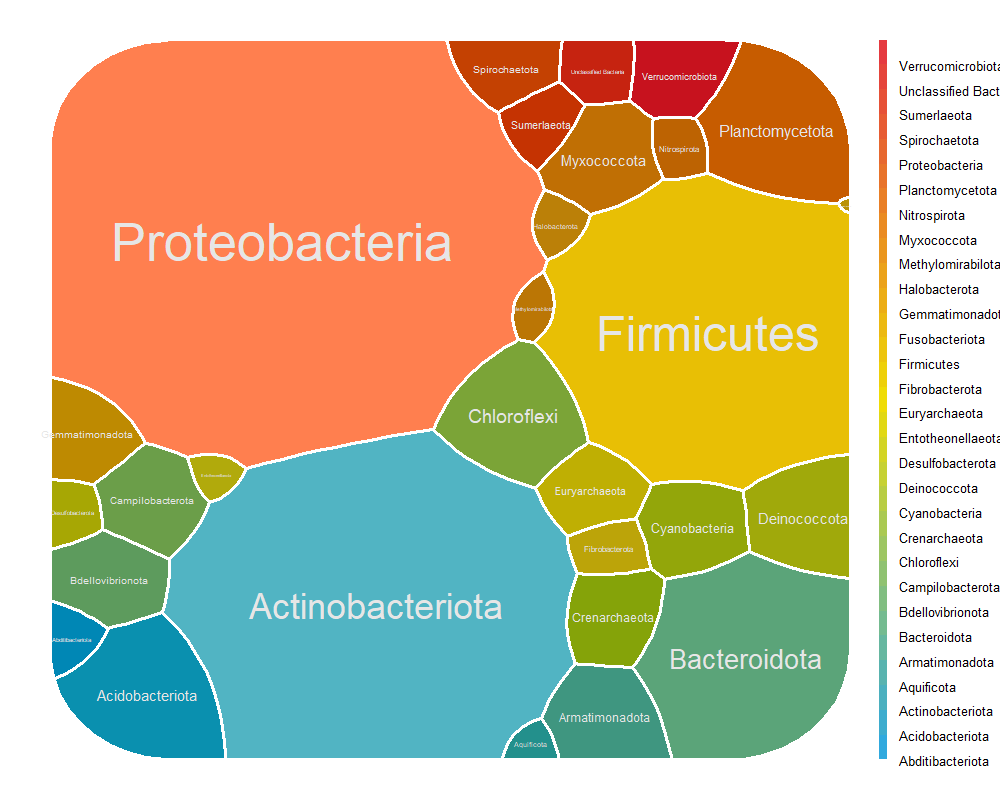 Spirochaetota
Unclassified Bacteria
Verrucomicrobiota
Sumerlaeota
Planctomycetota
Myxococcota
Nitrospirota
Halobacterota
Proteobacteria
Methylomirabilota
Firmicutes
Chloroflexi
Gemmatimonadota
Campilobacterota
Desulfobacterota
Euryarchaeota
Cyanobacteria
Deinococcota
Fibrobacterota
Bdellovibrionota
Actinobacteriota
Crenarchaeota
Abditibacteriota
Bacteroidota
Acidobacteriota
Armatimonadota
Aquificota
Verrucomicrobiota
Unclassified Bact
Sumerlaeota
Spirochaetota
Proteobacteria
Planctomycetota
Nitrospirota
Myxococcota
Methylomirabilota
Halobacterota
Gemmatimonadot
Fusobacteriota
Firmicutes
Fibrobacterota
Euryarchaeota
Entotheonellaeota
Desulfobacterota
Deinococcota
Cyanobacteria
Crenarchaeota
Chloroflexi
Campilobacterota
Bdellovibrionota
Bacteroidota
Armatimonadota
Aquificota
Actinobacteriota
Acidobacteriota
Abditibacteriota